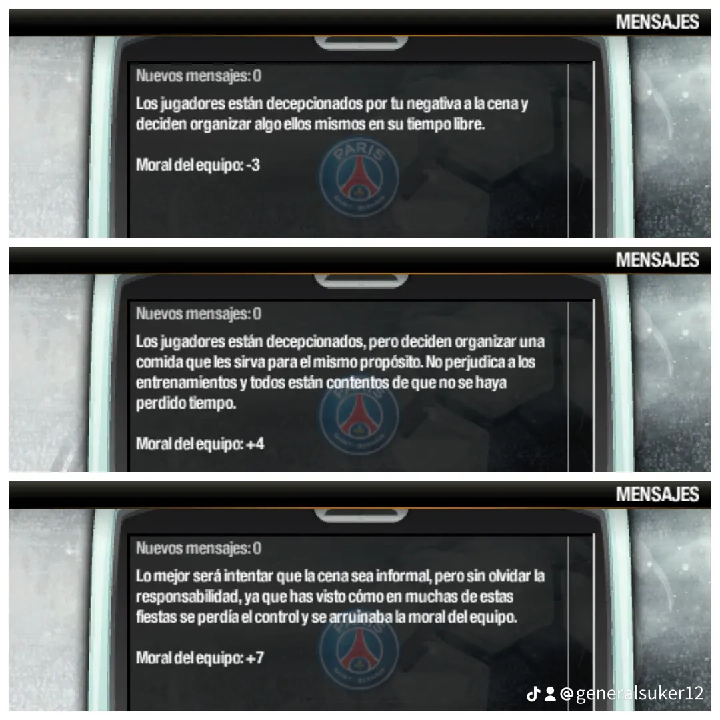 MENSAJES
Nuevos mensajes: 0
Los jugadores están decepcionados por tu negativa a la cena y
deciden organizar algo ellos mismos en su tiempo libre.
Moral del equipo: -3
PARIS
SAINT-GERMAIN
MENSAJES
Nuevos mensajes: 0
Los jugadores están decepcionados, pero deciden organizar una
comida que les sirva para el mismo propósito. No perjudica a los
entrenamientos y todos están contentos de que no se haya
perdido tiempo.
Moral del equipo: +4
MENSAJES
Nuevos mensajes: 0
Lo mejor será intentar que la cena sea informal, pero sin olvidar la
responsabilidad, ya que has visto cómo en muchas de estas
fiestas se perdía el control y se arruinaba la moral del equipo.
Moral del equipo: +7
@generalsuker12